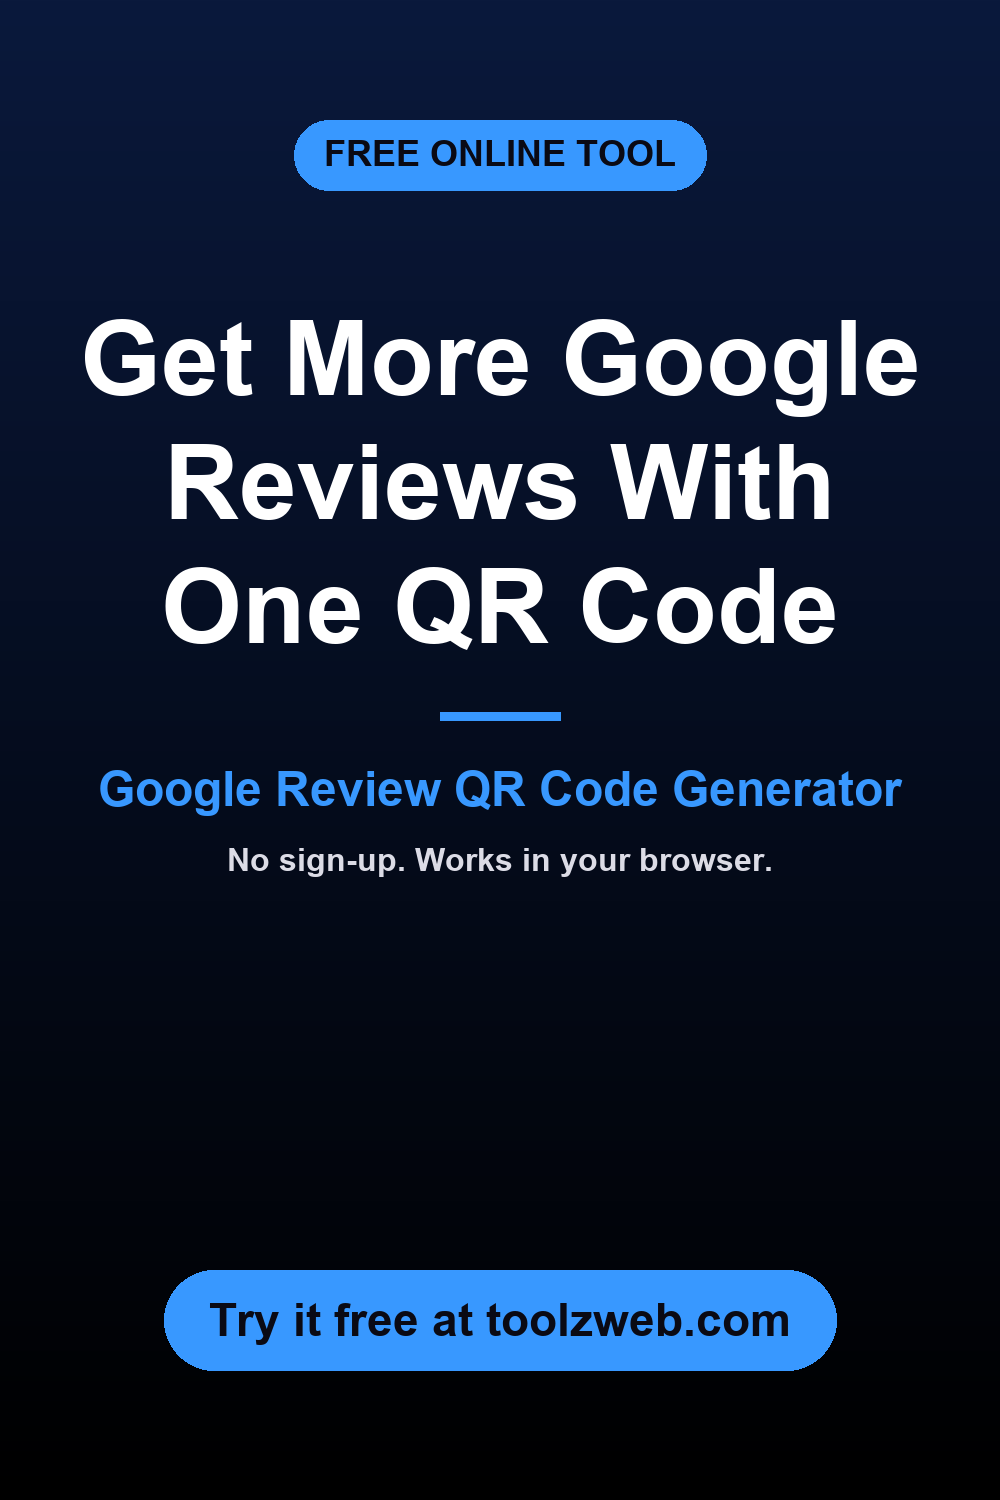 FREE ONLINE TOOL
Get More Google
Reviews With
One QR Code
Google Review QR Code Generator
No sign-up. Works in your browser.
Try it free at toolzweb.com